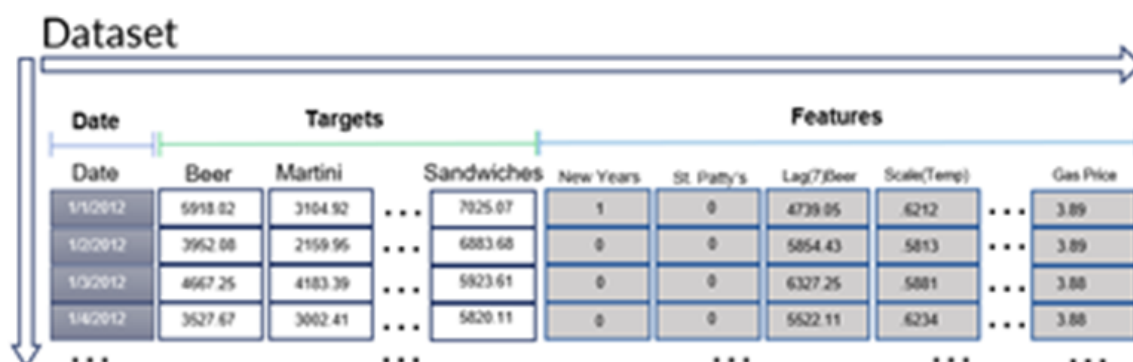 Dataset
Date Targets Features
Date Beer Martini Sandwiches New Years St. Patty's Lag(7)Beer Scale(Temp) Gas Price
1/1/2012 5918.02 3104.92 ... 7025.07 1 0 4739.05 .6212 ... 3.89
1/2/2012 3952.08 2159.95 ... 6883.68 0 0 5854.43 .5813 ... 3.89
1/3/2012 4667.25 4183.39 ... 5923.61 0 0 6327.25 .5881 ... 3.88
1/4/2012 3527.67 3002.41 ... 5820.11 0 0 5522.11 .6234 ... 3.88
... ... ... ... ...